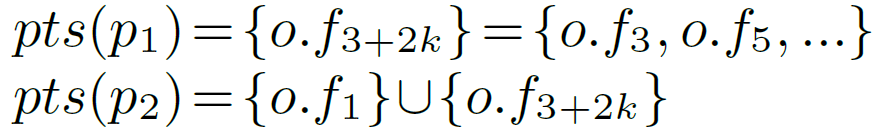 pts(p₁)={o.f₃₊₂ₖ}={o.f₃,o.f₅,...}
pts(p₂)={o.f₁}∪{o.f₃₊₂ₖ}